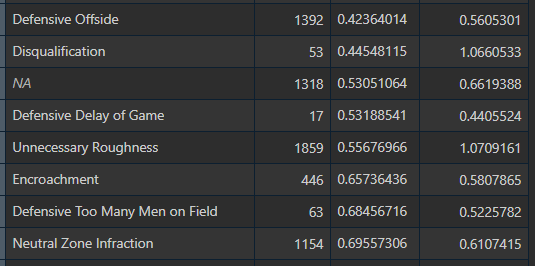 Defensive Offside 1392 0.42364014 0.5605301
Disqualification 53 0.44548115 1.0660533
NA 1318 0.53051064 0.6619388
Defensive Delay of Game 17 0.53188541 0.4405524
Unnecessary Roughness 1859 0.55676966 1.0709161
Encroachment 446 0.65736436 0.5807865
Defensive Too Many Men on Field 63 0.68456716 0.5225782
Neutral Zone Infraction 1154 0.69557306 0.6107415